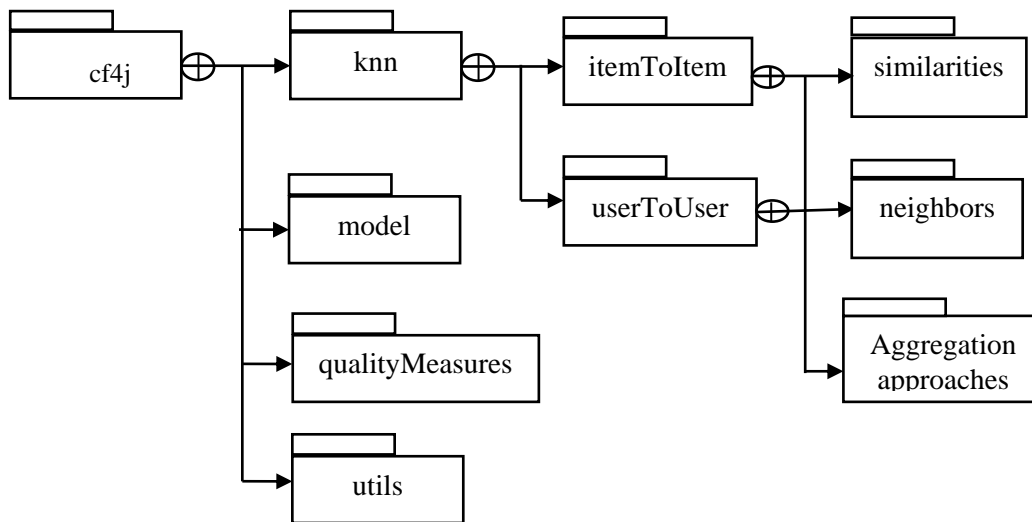 cf4j
knn
itemToItem
similarities
model
userToUser
neighbors
qualityMeasures
Aggregation
approaches
utils